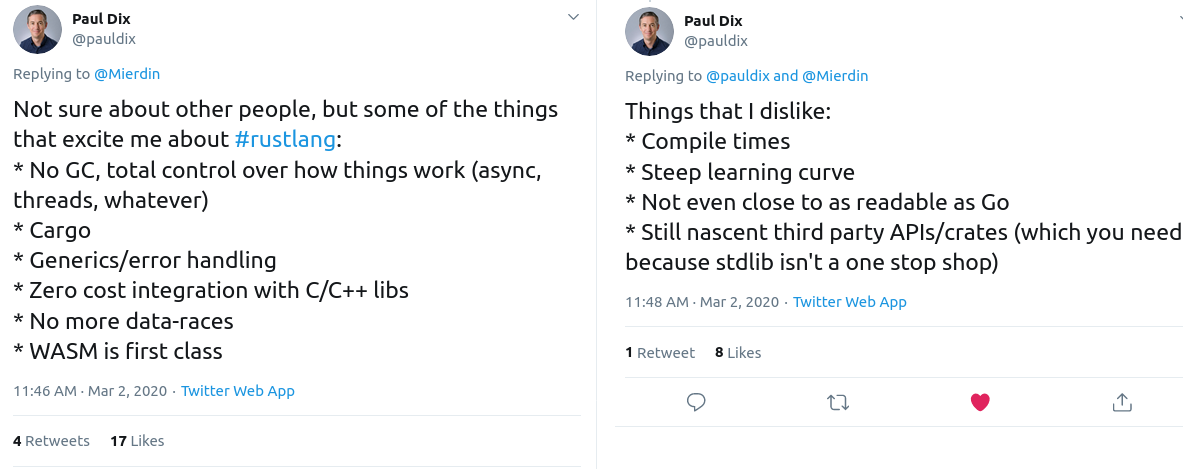 Paul Dix
@pauldix
Replying to @Mierdin
Not sure about other people, but some of the things
that excite me about #rustlang:
* No GC, total control over how things work (async,
threads, whatever)
* Cargo
* Generics/error handling
* Zero cost integration with C/C++ libs
* No more data-races
* WASM is first class
11:46 AM · Mar 2, 2020 · Twitter Web App
4 Retweets 17 Likes
Paul Dix
@pauldix
Replying to @pauldix and @Mierdin
Things that I dislike:
* Compile times
* Steep learning curve
* Not even close to as readable as Go
* Still nascent third party APIs/crates (which you need
because stdlib isn't a one stop shop)
11:48 AM · Mar 2, 2020 · Twitter Web App
1 Retweet 8 Likes